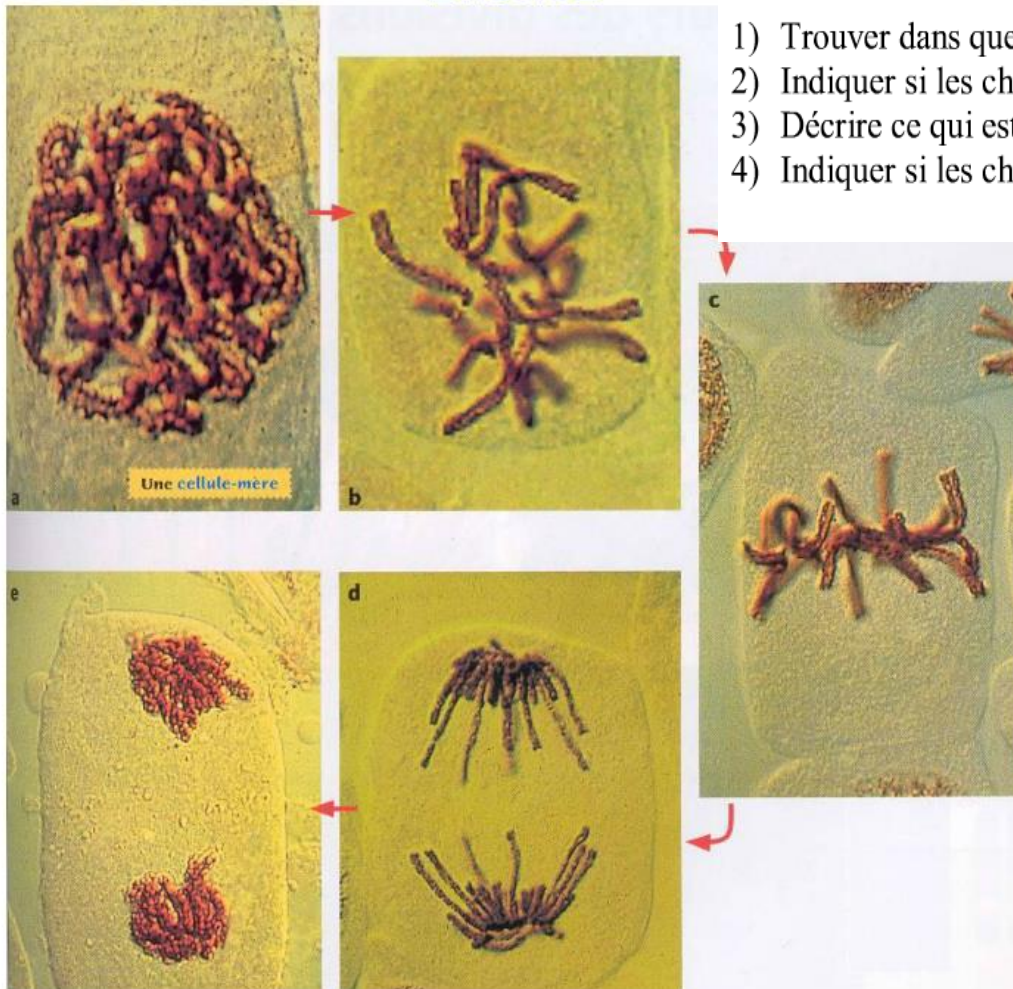 1) Trouver dans que
2) Indiquer si les ch
3) Décrire ce qui est
4) Indiquer si les ch
Une cellule-mère
a
b
c
e
d